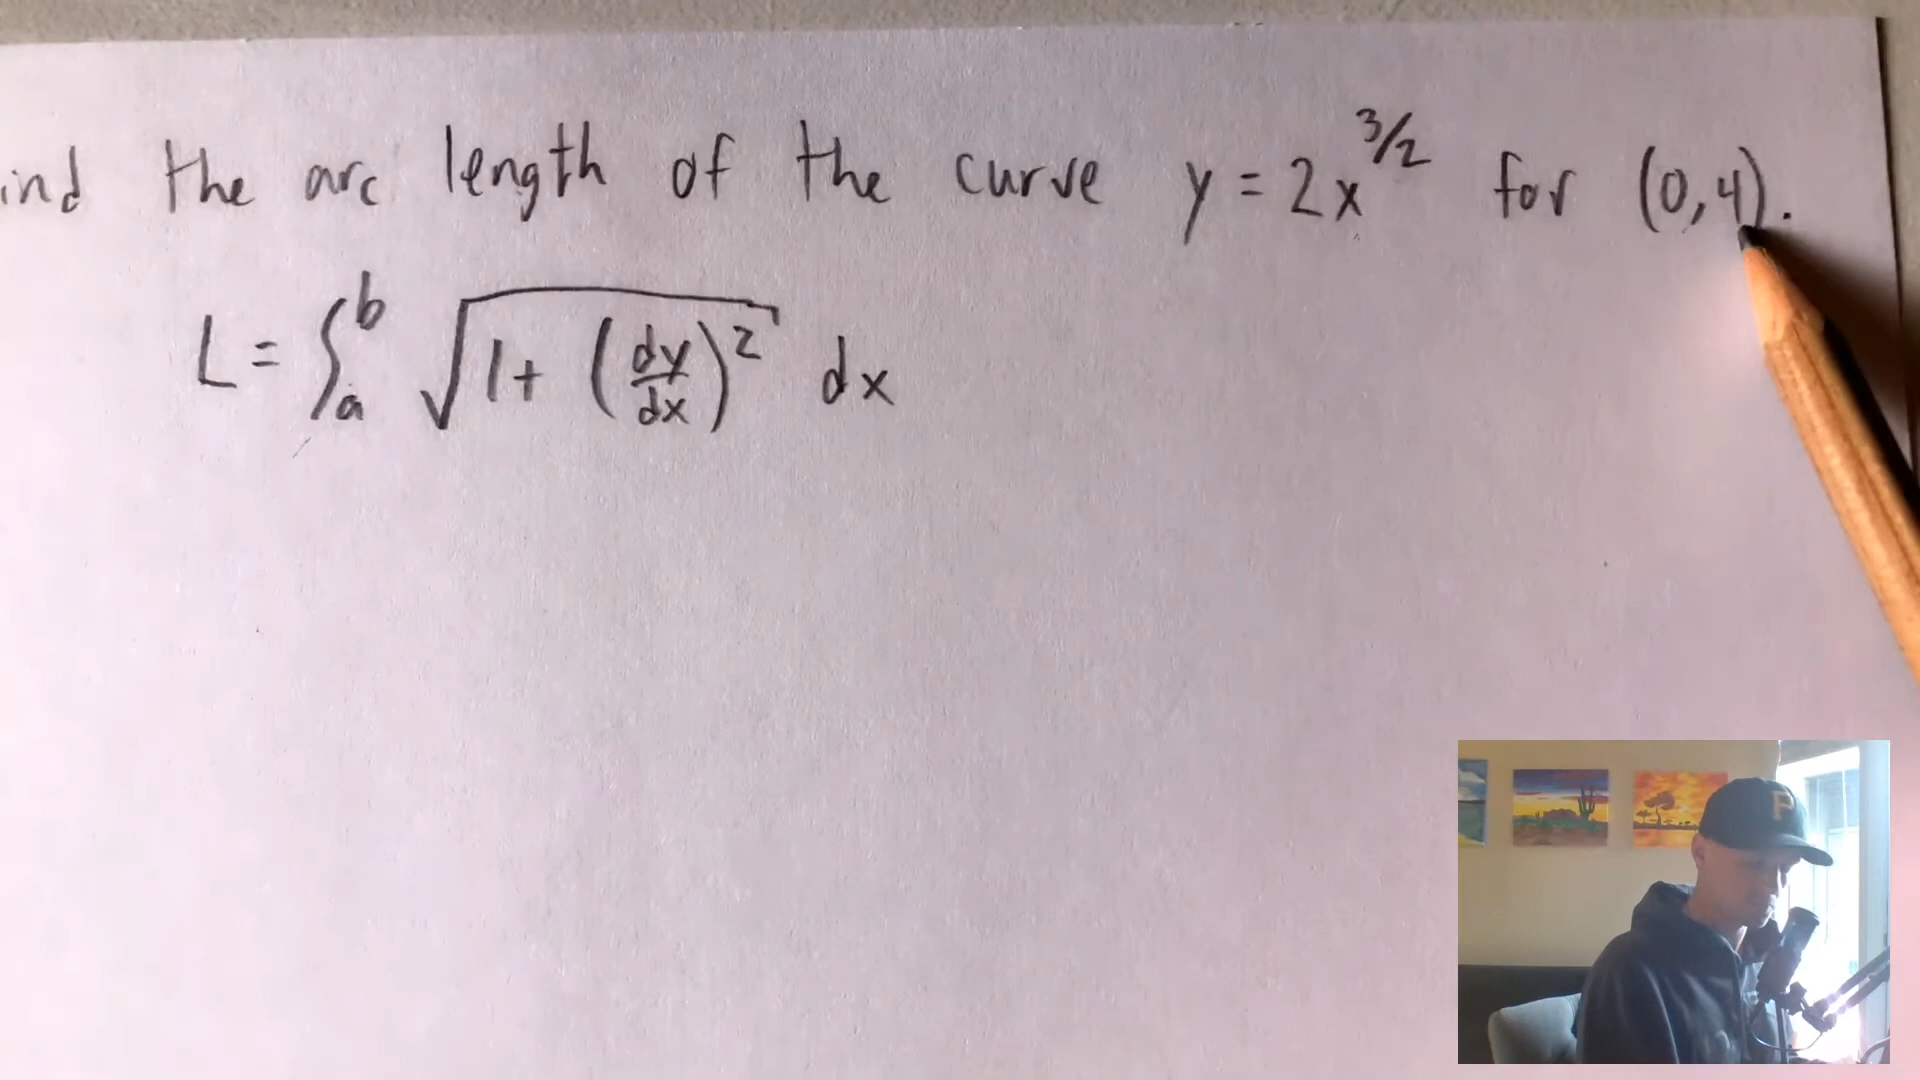 ind the arc length of the curve y = 2x^{3/2} for (0,4).
L = ∫_a^b √(1 + (dy/dx)^2) dx
P